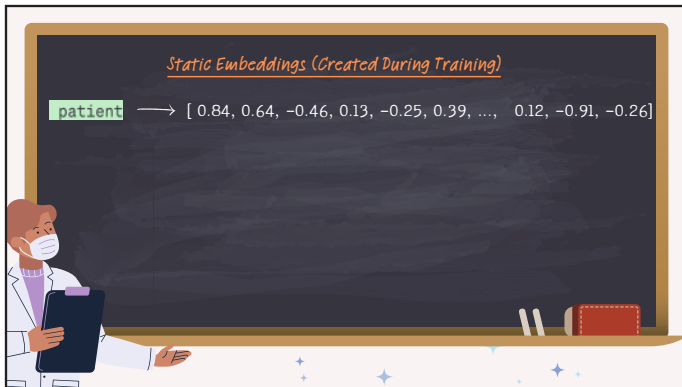 Static Embeddings (Created During Training)
patient → [ 0.84, 0.64, −0.46, 0.13, −0.25, 0.39, ..., 0.12, −0.91, −0.26]